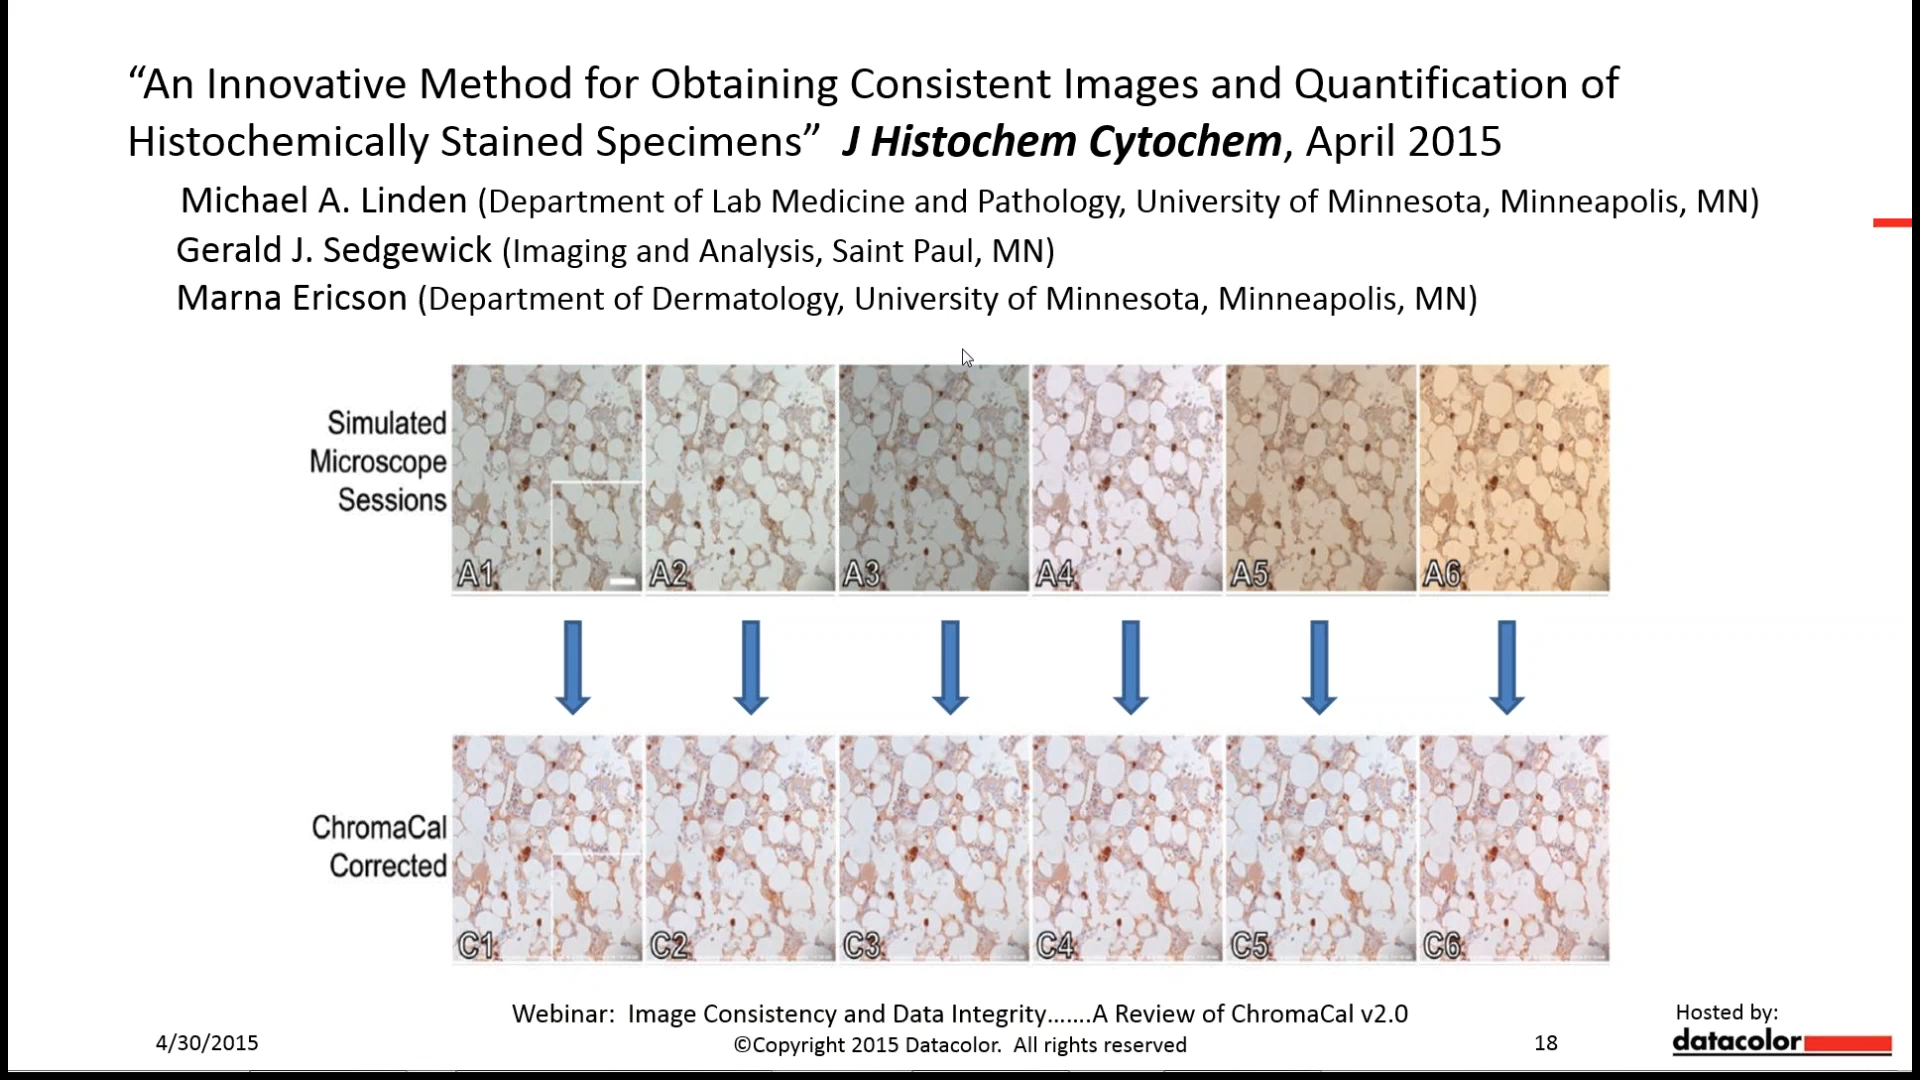 “An Innovative Method for Obtaining Consistent Images and Quantification of
Histochemically Stained Specimens” J Histochem Cytochem, April 2015
Michael A. Linden (Department of Lab Medicine and Pathology, University of Minnesota, Minneapolis, MN)
Gerald J. Sedgewick (Imaging and Analysis, Saint Paul, MN)
Marna Ericson (Department of Dermatology, University of Minnesota, Minneapolis, MN)
Simulated
Microscope
Sessions
A1 A2 A3 A4 A5 A6
ChromaCal
Corrected
C1 C2 C3 C4 C5 C6
Webinar: Image Consistency and Data Integrity.......A Review of ChromaCal v2.0
Hosted by:
4/30/2015
©Copyright 2015 Datacolor. All rights reserved
18
datacolor